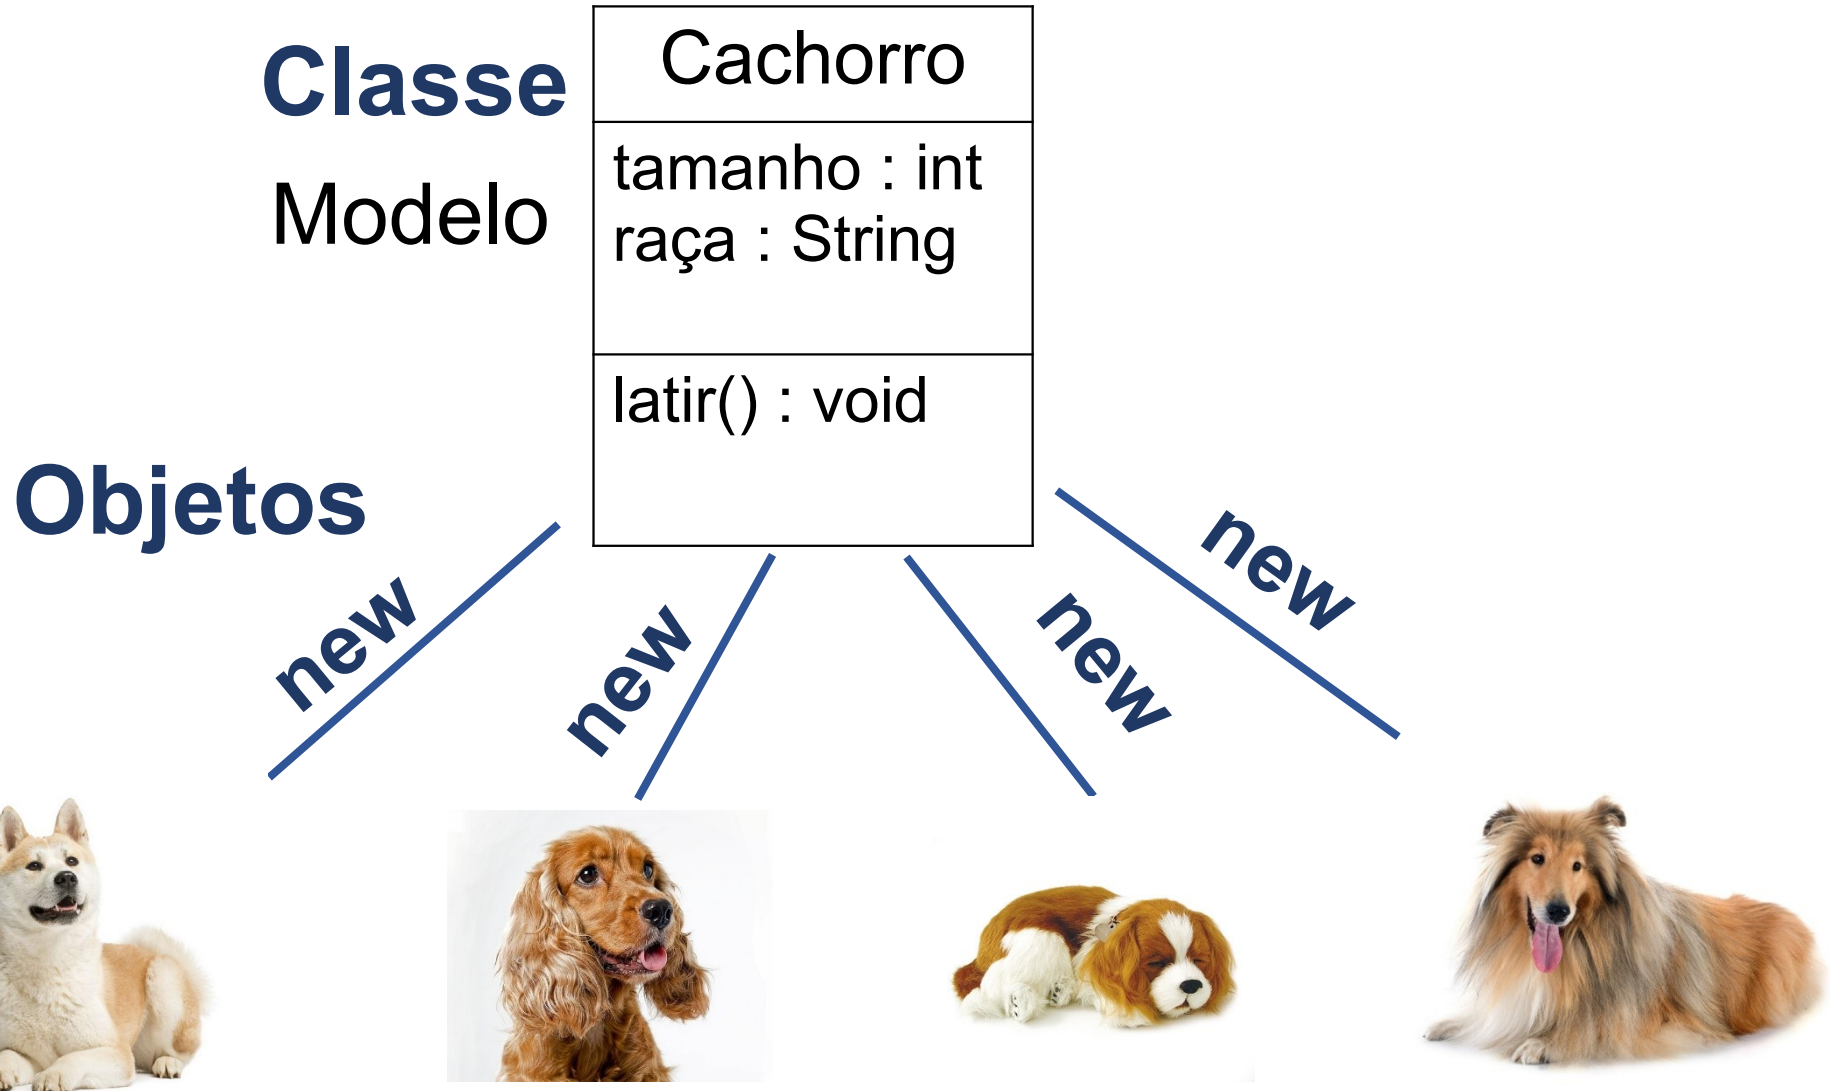 Classe
Modelo
Cachorro
tamanho : int
raça : String
latir() : void
Objetos
new
new
new
new